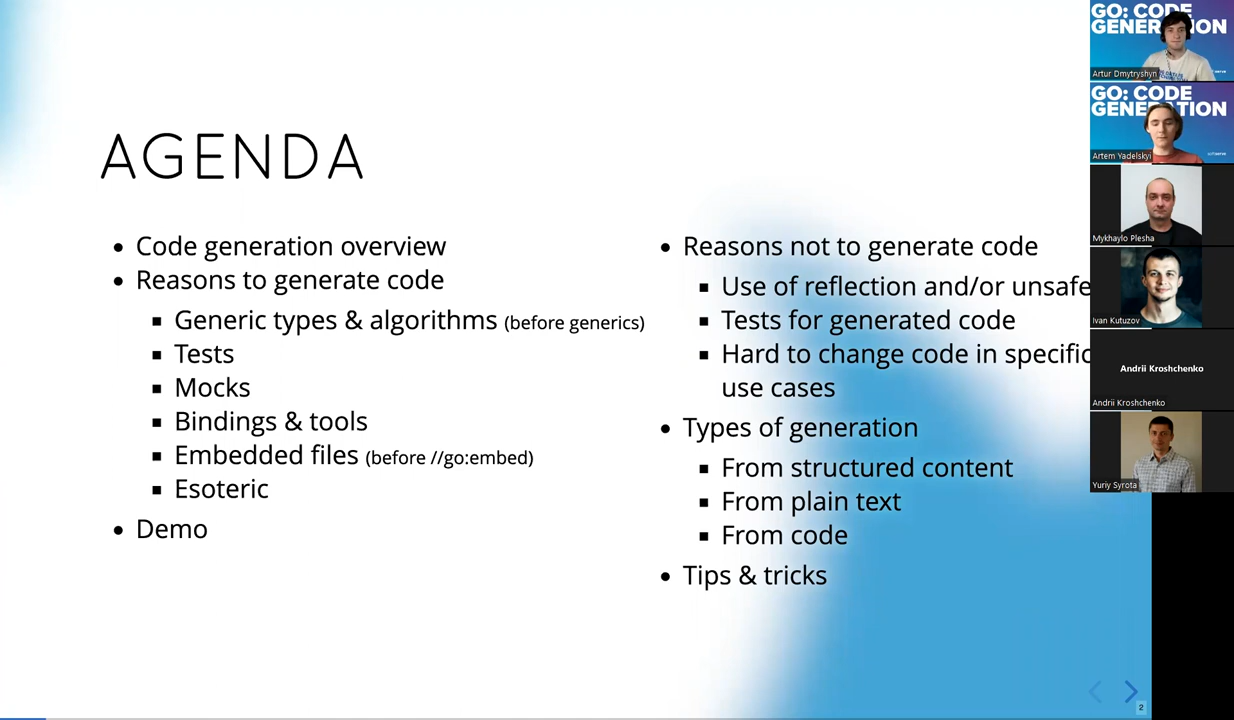 AGENDA
Code generation overview
Reasons to generate code
Generic types & algorithms (before generics)
Tests
Mocks
Bindings & tools
Embedded files (before //go:embed)
Esoteric
Demo
Reasons not to generate code
Use of reflection and/or unsafe
Tests for generated code
Hard to change code in specific
use cases
Types of generation
From structured content
From plain text
From code
Tips & tricks
2
GO: CODE
GENERATION
Artur Dmytryshyn
GO: CODE
GENERATION
Artem Yadelskyi
Mykhaylo Plesha
Ivan Kutuzov
Andrii Kroshchenko
Andrii Kroshchenko
Yuriy Syrota